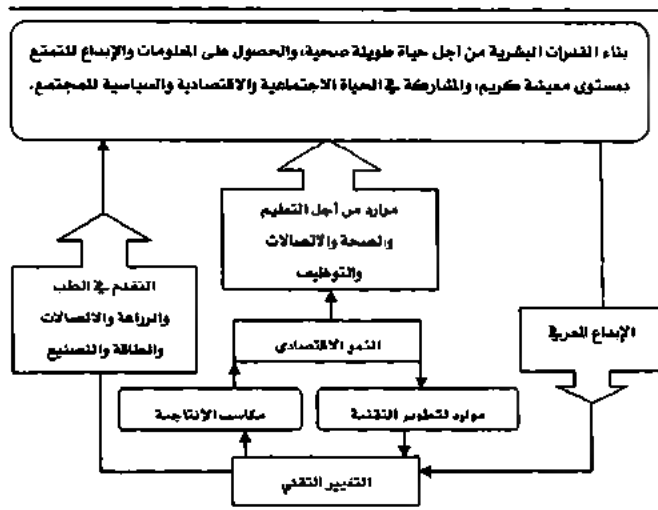 بناء القدرات البشرية من أجل حياة طويلة صحية، والحصول على المعلومات والإبداع للتمتع
بمستوى معيشة كريم، والمشاركة في الحياة الاجتماعية والاقتصادية والسياسية للمجتمع.
موارد من أجل التعليم
والصحة والاتصالات
والتوظيف
التقدم في الطب
والزراعة والاتصالات
والطاقة والتصنيع
الإبداع المعرفي
النمو الاقتصادي
موارد لتطوير التقنية
مكاسب الإنتاجية
التغيير التقني